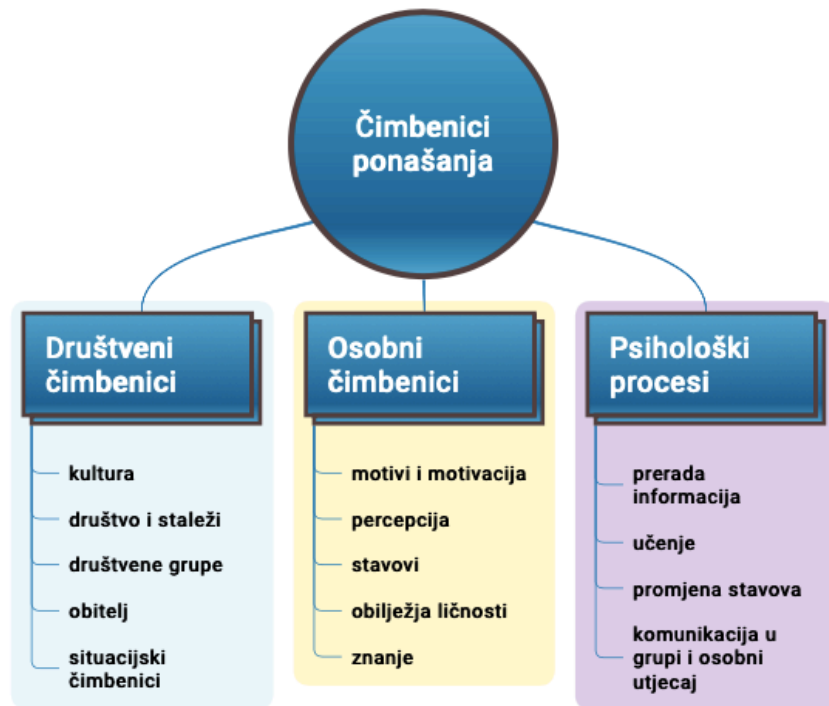 Čimbenici
ponašanja
Društveni
čimbenici
kultura
društvo i staleži
društvene grupe
obitelj
situacijski
čimbenici
Osobni
čimbenici
motivi i motivacija
percepcija
stavovi
obilježja ličnosti
znanje
Psihološki
procesi
prerada
informacija
učenje
promjena stavova
komunikacija u
grupi i osobni
utjecaj